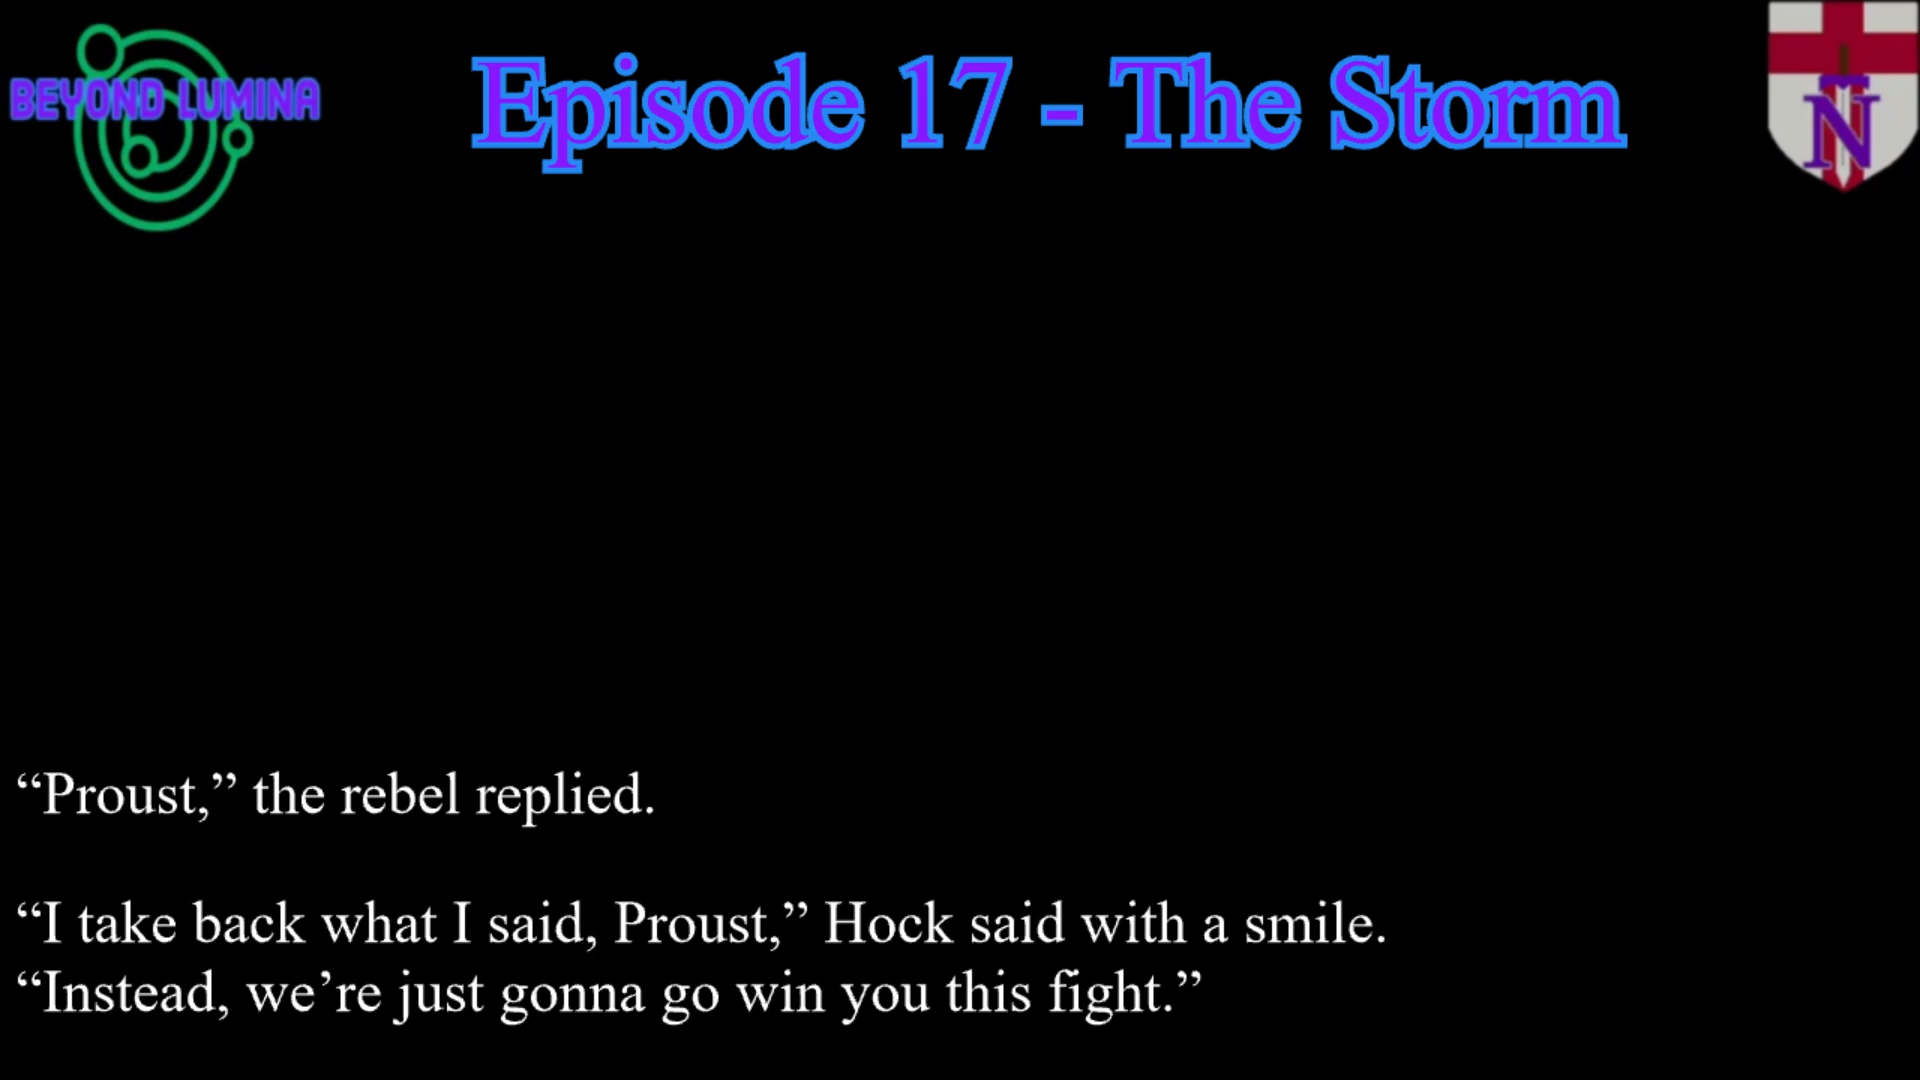 BEYOND LUMINA
Episode 17 - The Storm
N
“Proust,” the rebel replied.
“I take back what I said, Proust,” Hock said with a smile.
“Instead, we’re just gonna go win you this fight.”